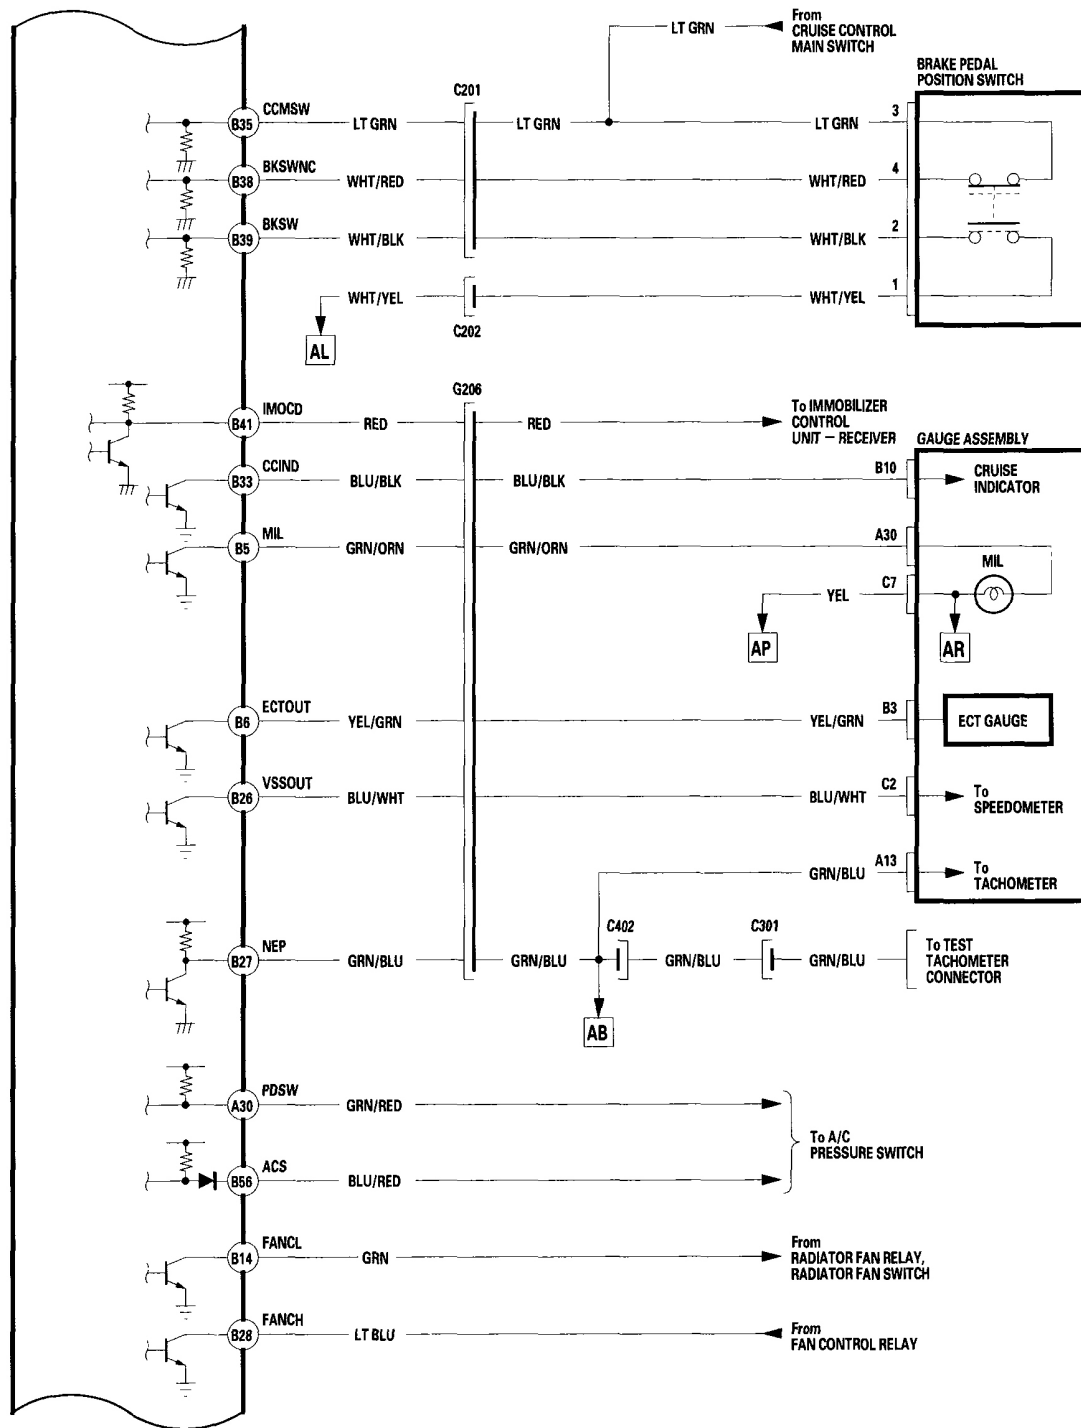 From
LT GRN
CRUISE CONTROL
MAIN SWITCH
BRAKE PEDAL
POSITION SWITCH
C201
CCMSW
3
B35
LT GRN
LT GRN
LT GRN
BKSWNC
4
B38
WHT/RED
WHT/RED
BKSW
2
B39
WHT/BLK
WHT/BLK
1
WHT/YEL
WHT/YEL
C202
AL
G206
IMOCD
B41
RED
RED
To IMMOBILIZER
CONTROL
UNIT – RECEIVER
GAUGE ASSEMBLY
CCIND
B10
B33
BLU/BLK
BLU/BLK
CRUISE
INDICATOR
MIL
A30
B5
GRN/ORN
GRN/ORN
MIL
C7
YEL
AP
AR
ECTOUT
B3
B6
YEL/GRN
YEL/GRN
ECT GAUGE
VSSOUT
C2
B26
BLU/WHT
BLU/WHT
To
SPEEDOMETER
A13
GRN/BLU
To
TACHOMETER
C402
C301
NEP
B27
GRN/BLU
GRN/BLU
GRN/BLU
GRN/BLU
To TEST
TACHOMETER
CONNECTOR
AB
PDSW
A30
GRN/RED
To A/C
PRESSURE SWITCH
ACS
B56
BLU/RED
FANCL
B14
GRN
From
RADIATOR FAN RELAY,
RADIATOR FAN SWITCH
FANCH
B28
LT BLU
From
FAN CONTROL RELAY